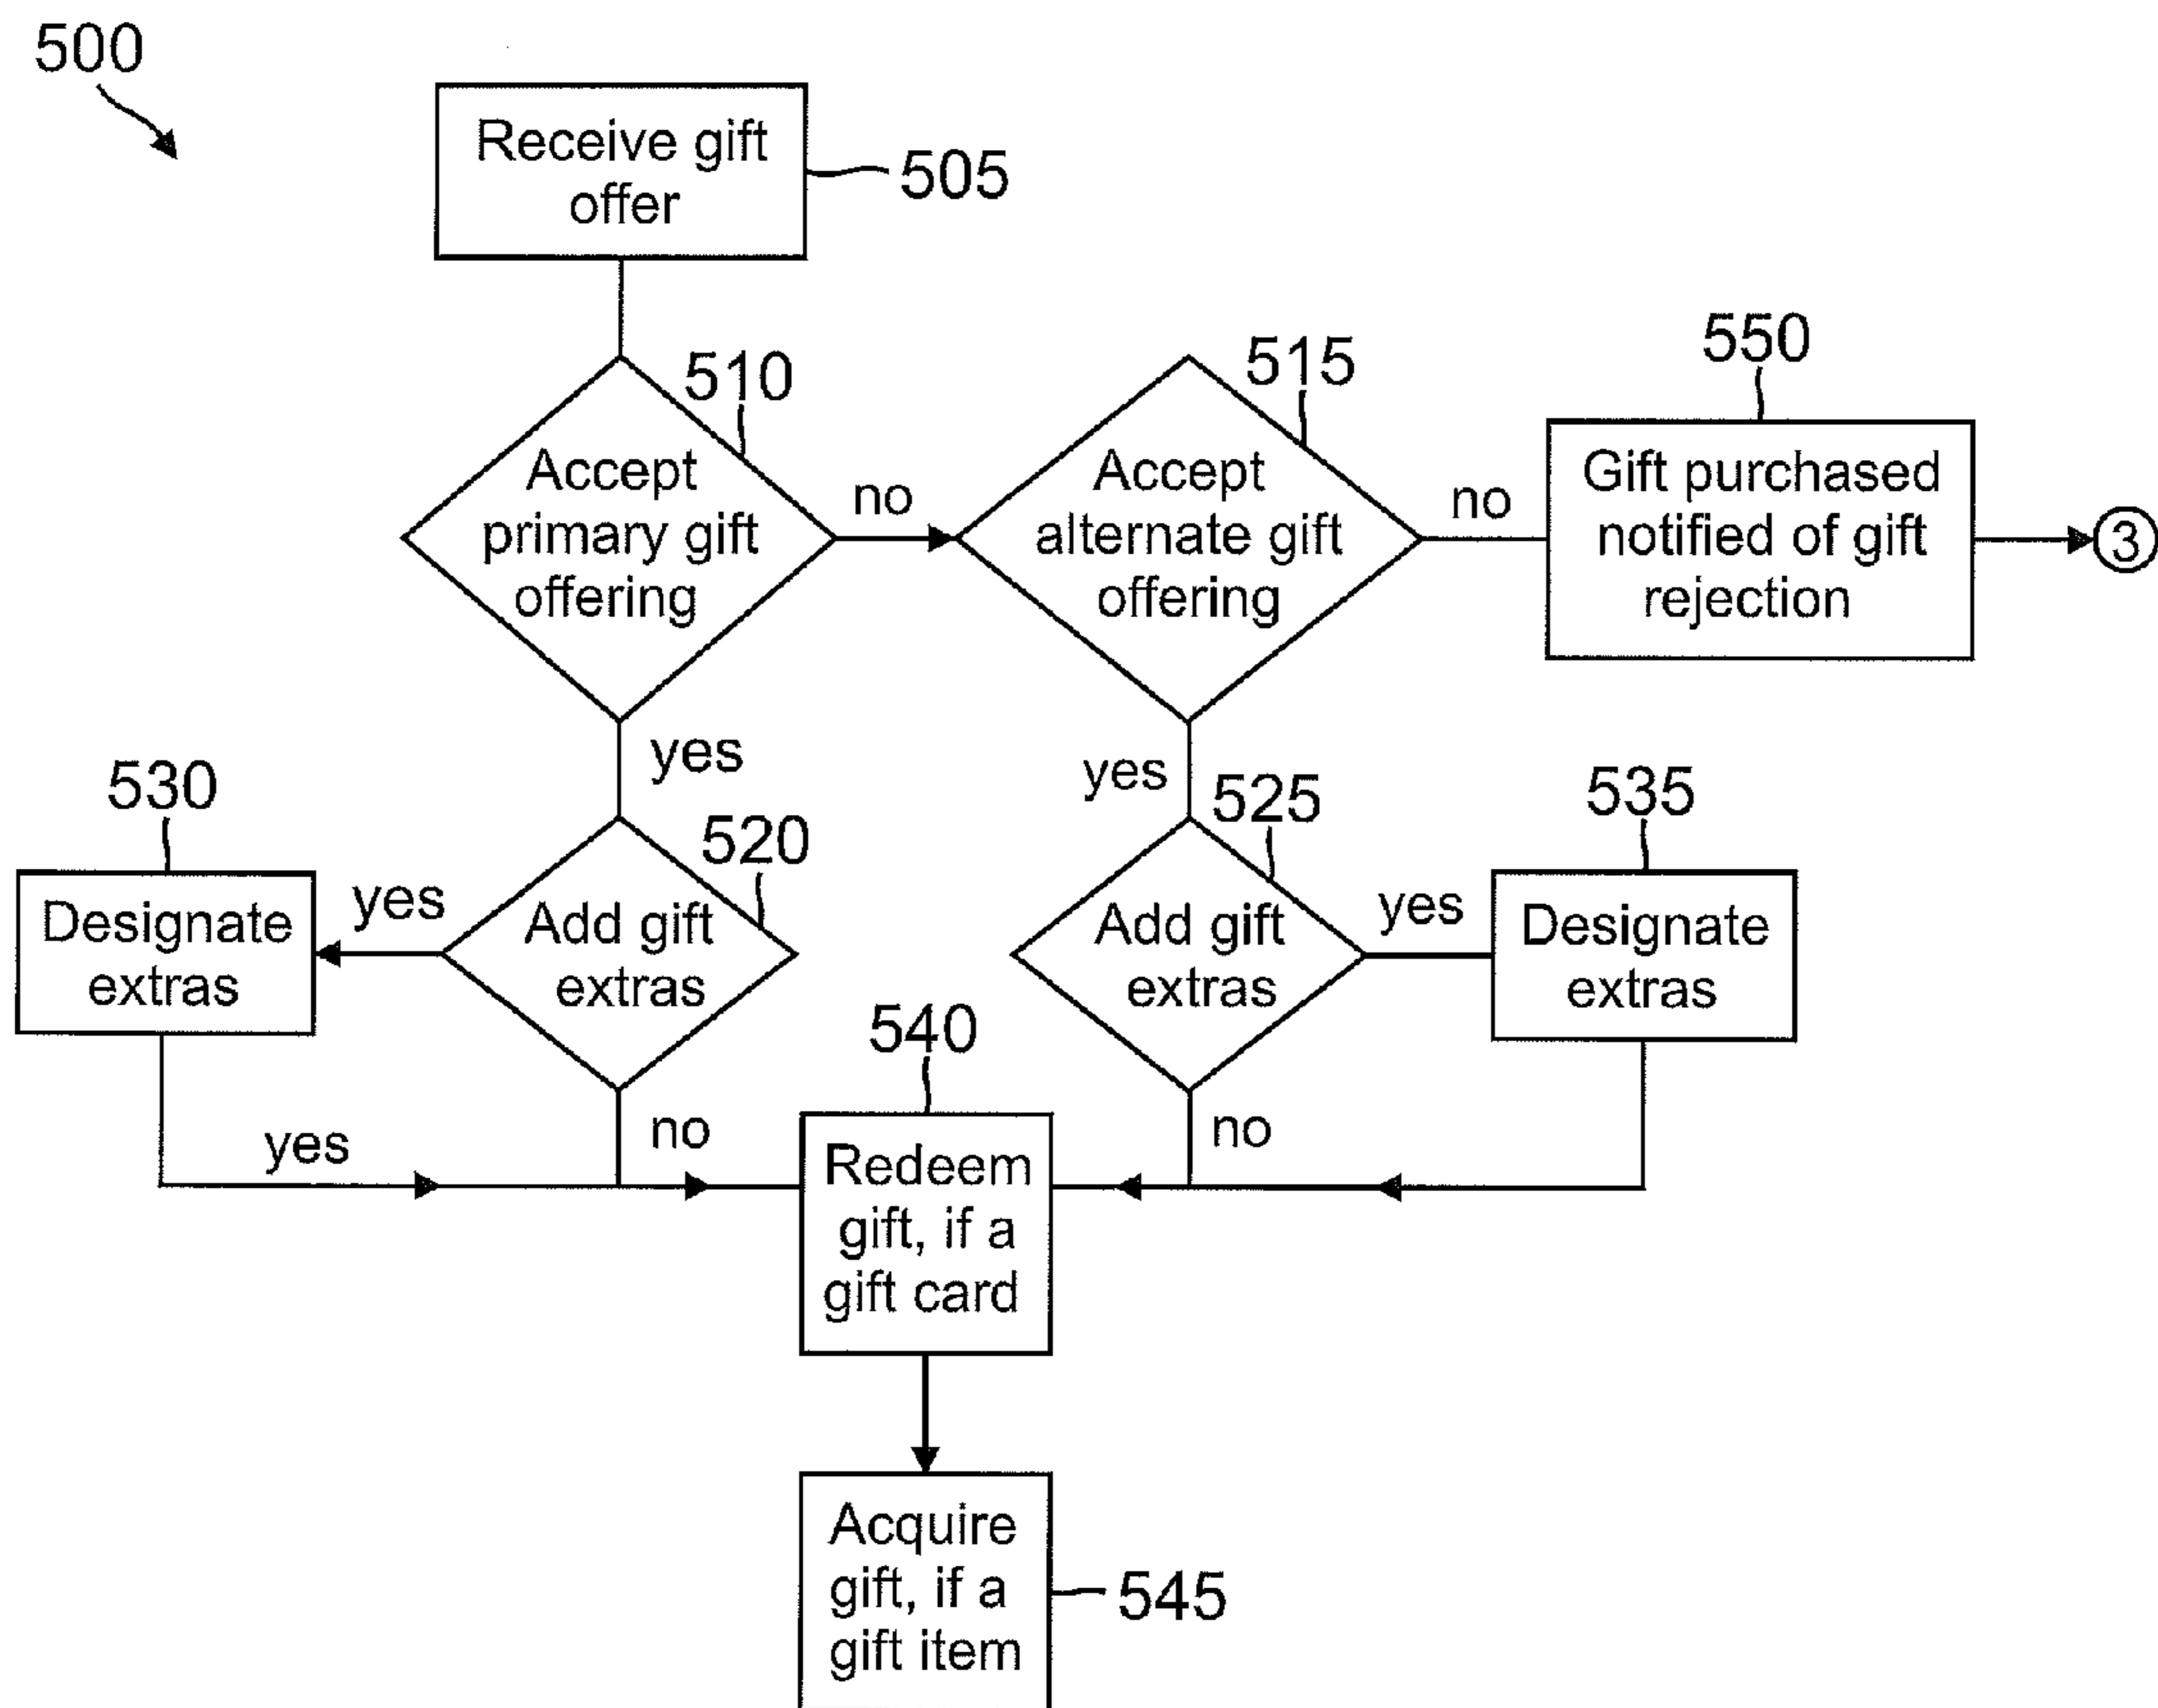 500
Receive gift
offer
505
510
Accept
primary gift
offering
no
515
Accept
alternate gift
offering
no
550
Gift purchased
notified of gift
rejection
3
yes
yes
530
Designate
extras
yes
520
Add gift
extras
525
Add gift
extras
yes
535
Designate
extras
yes
no
540
Redeem
gift, if a
gift card
no
Acquire
gift, if a
gift item
545